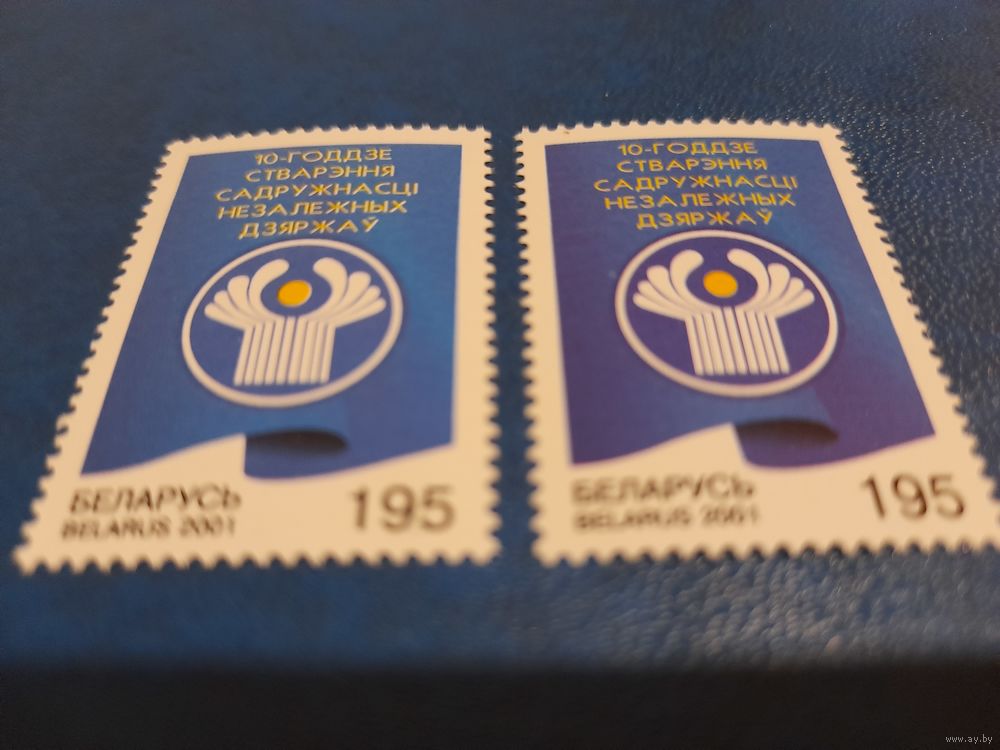 10-ГОДДЗЕ
СТВАРЭННЯ
САДРУЖНАСЦІ
НЕЗАЛЕЖНЫХ
ДЗЯРЖАЎ
БЕЛАРУСЬ
BELARUS 2001
195
10-ГОДДЗЕ
СТВАРЭННЯ
САДРУЖНАСЦІ
НЕЗАЛЕЖНЫХ
ДЗЯРЖАЎ
БЕЛАРУСЬ
BELARUS 2001
195
www.ay.by